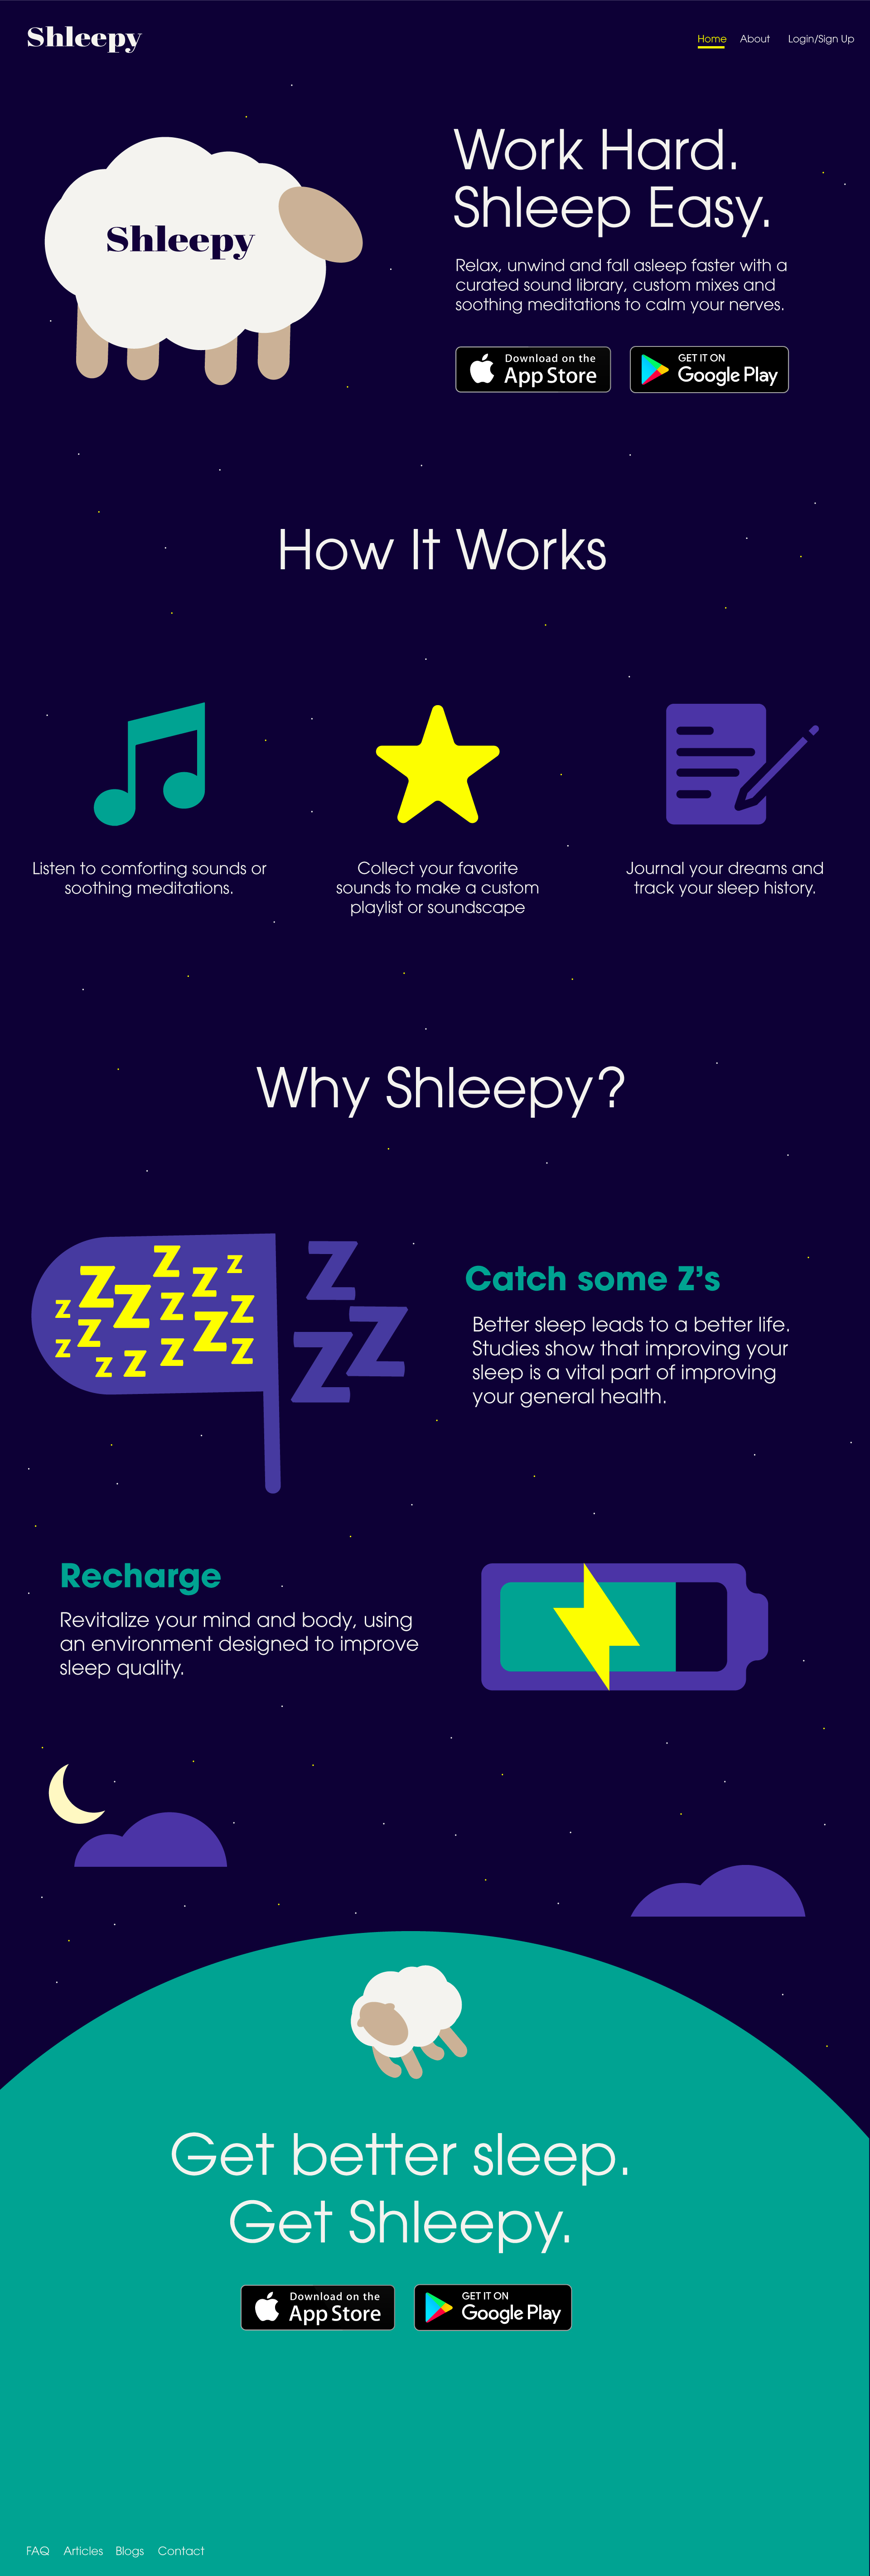 Shleepy
Home About Login/Sign Up
Shleepy
Work Hard.
Shleep Easy.
Relax, unwind and fall asleep faster with a
curated sound library, custom mixes and
soothing meditations to calm your nerves.
Download on the
App Store
GET IT ON
Google Play
How It Works
Listen to comforting sounds or
soothing meditations.
Collect your favorite
sounds to make a custom
playlist or soundscape
Journal your dreams and
track your sleep history.
Why Shleepy?
Z Z Z Z Z Z Z Z Z Z Z Z Z Z Z
Z
Z
Z
Catch some Z’s
Better sleep leads to a better life.
Studies show that improving your
sleep is a vital part of improving
your general health.
Recharge
Revitalize your mind and body, using
an environment designed to improve
sleep quality.
Get better sleep.
Get Shleepy.
Download on the
App Store
GET IT ON
Google Play
FAQ Articles Blogs Contact